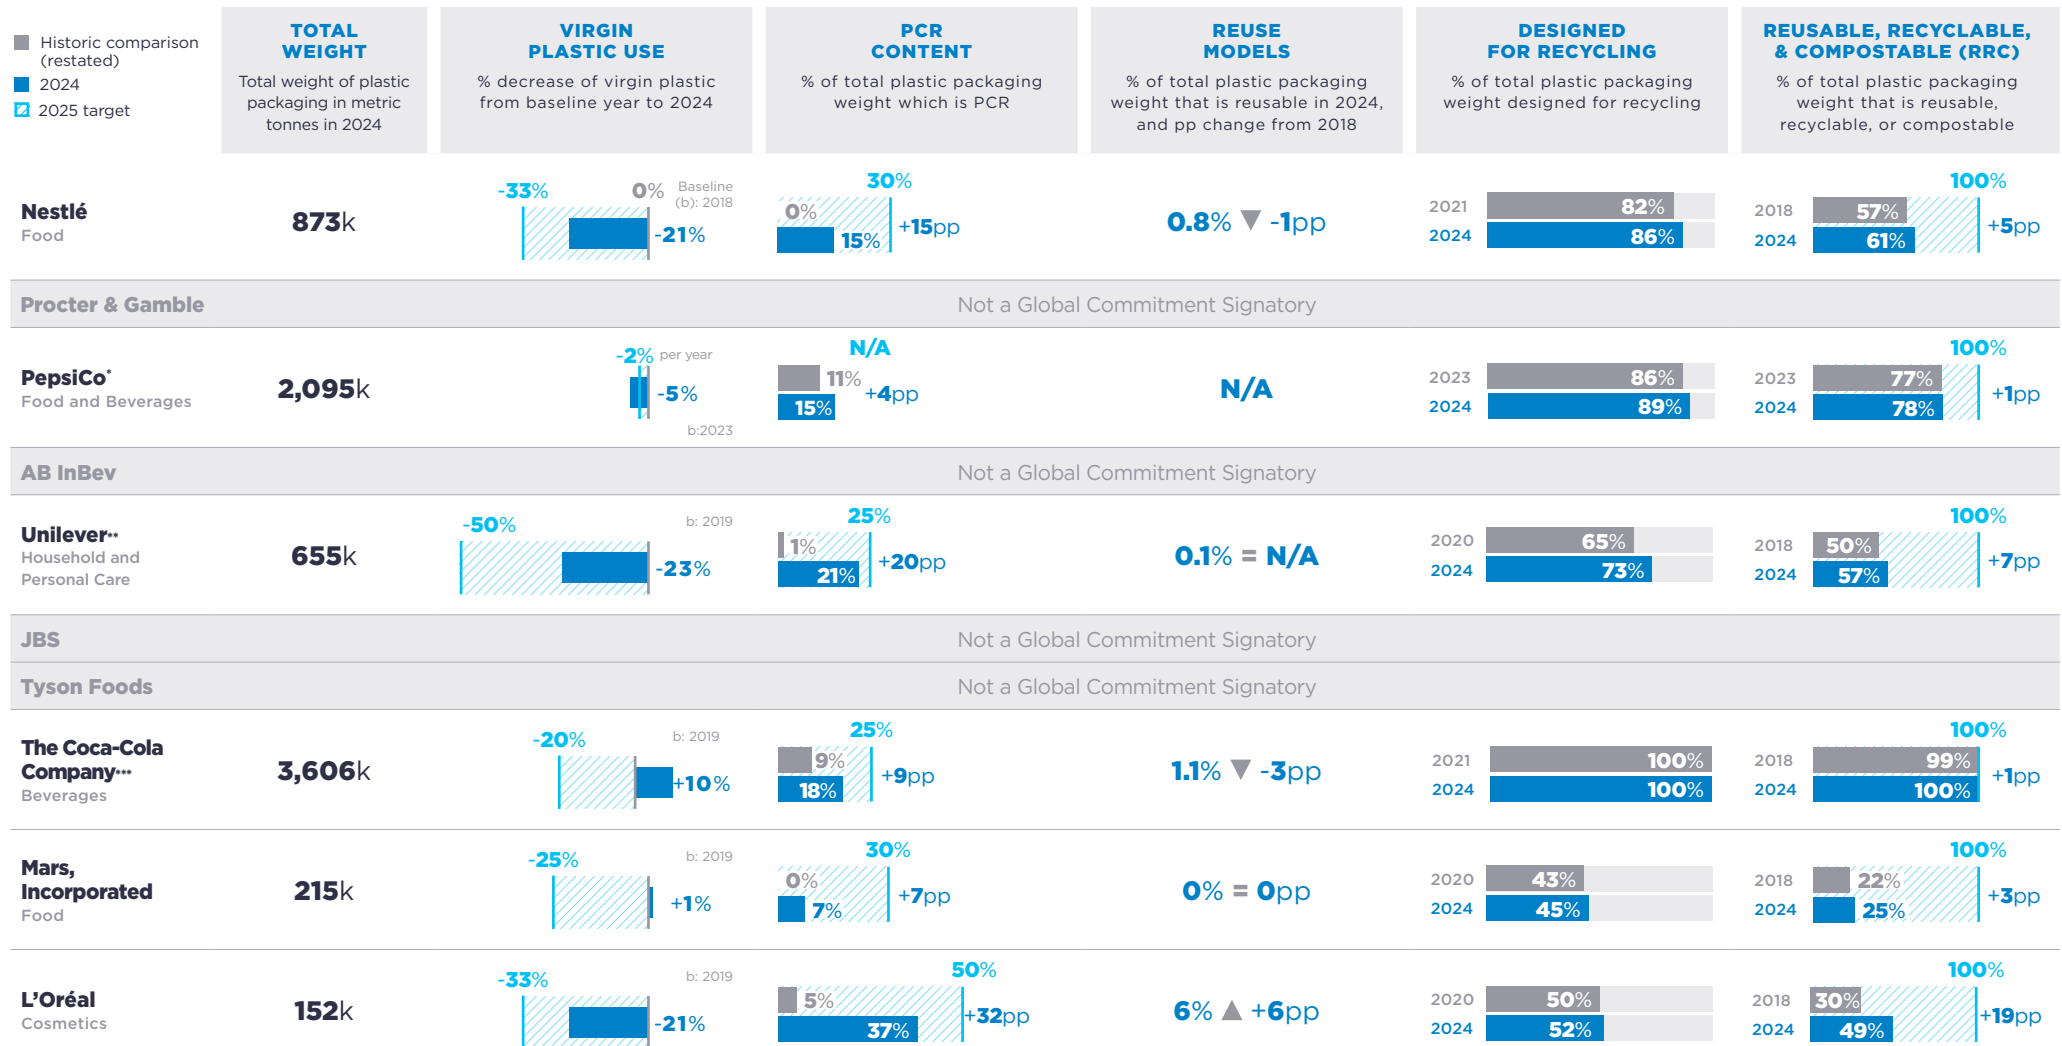 Historic comparison
(restated)
2024
2025 target
TOTAL
WEIGHT
Total weight of plastic
packaging in metric
tonnes in 2024
VIRGIN
PLASTIC USE
% decrease of virgin plastic
from baseline year to 2024
PCR
CONTENT
% of total plastic packaging
weight which is PCR
REUSE
MODELS
% of total plastic packaging
weight that is reusable in 2024,
and pp change from 2018
DESIGNED
FOR RECYCLING
% of total plastic packaging
weight designed for recycling
REUSABLE, RECYCLABLE,
& COMPOSTABLE (RRC)
% of total plastic packaging
weight that is reusable,
recyclable, or compostable
Nestlé
Food
873k
-33%
0%
Baseline
(b): 2018
-21%
30%
0%
15%
+15pp
0.8% ▼ -1pp
2021
82%
2024
86%
100%
2018
57%
2024
61%
+5pp
Procter & Gamble
Not a Global Commitment Signatory
PepsiCo*
Food and Beverages
2,095k
-2% per year
-5%
b:2023
N/A
11%
15%
+4pp
N/A
2023
86%
2024
89%
100%
2023
77%
2024
78%
+1pp
AB InBev
Not a Global Commitment Signatory
Unilever**
Household and
Personal Care
655k
-50%
b: 2019
-23%
25%
1%
21%
+20pp
0.1% = N/A
2020
65%
2024
73%
100%
2018
50%
2024
57%
+7pp
JBS
Not a Global Commitment Signatory
Tyson Foods
Not a Global Commitment Signatory
The Coca-Cola
Company***
Beverages
3,606k
-20%
b: 2019
+10%
25%
9%
18%
+9pp
1.1% ▼ -3pp
2021
100%
2024
100%
100%
2018
99%
2024
100%
+1pp
Mars,
Incorporated
Food
215k
-25%
b: 2019
+1%
30%
0%
7%
+7pp
0% = 0pp
2020
43%
2024
45%
100%
2018
22%
2024
25%
+3pp
L'Oréal
Cosmetics
152k
-33%
b: 2019
-21%
50%
5%
37%
+32pp
6% ▲ +6pp
2020
50%
2024
52%
100%
2018
30%
2024
49%
+19pp